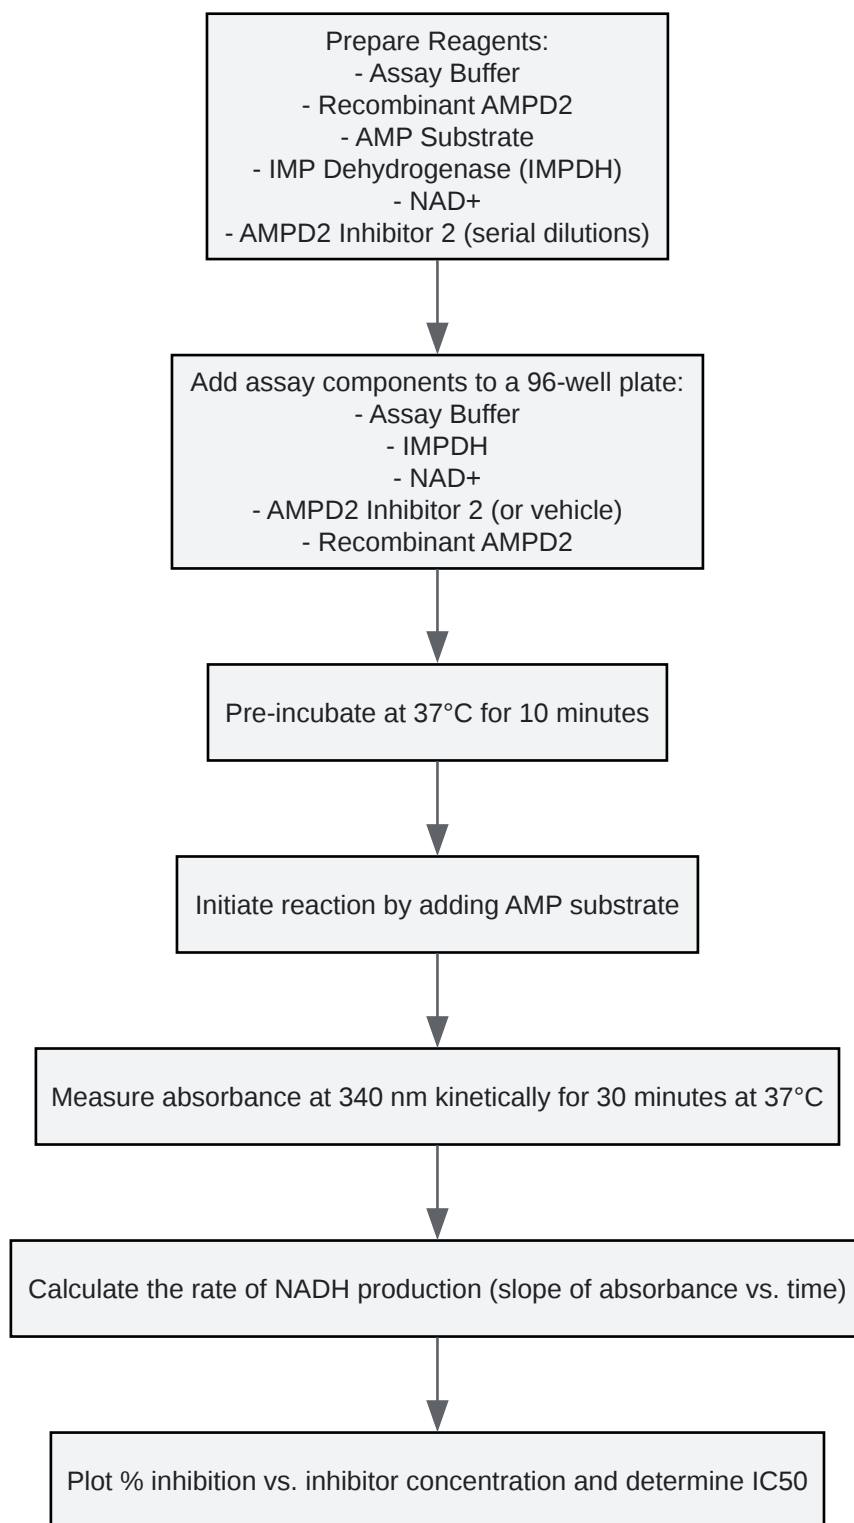 Prepare Reagents:
- Assay Buffer
- Recombinant AMPD2
- AMP Substrate
- IMP Dehydrogenase (IMPDH)
- NAD+
- AMPD2 Inhibitor 2 (serial dilutions)
Add assay components to a 96-well plate:
- Assay Buffer
- IMPDH
- NAD+
- AMPD2 Inhibitor 2 (or vehicle)
- Recombinant AMPD2
Pre-incubate at 37°C for 10 minutes
Initiate reaction by adding AMP substrate
Measure absorbance at 340 nm kinetically for 30 minutes at 37°C
Calculate the rate of NADH production (slope of absorbance vs. time)
Plot % inhibition vs. inhibitor concentration and determine IC50